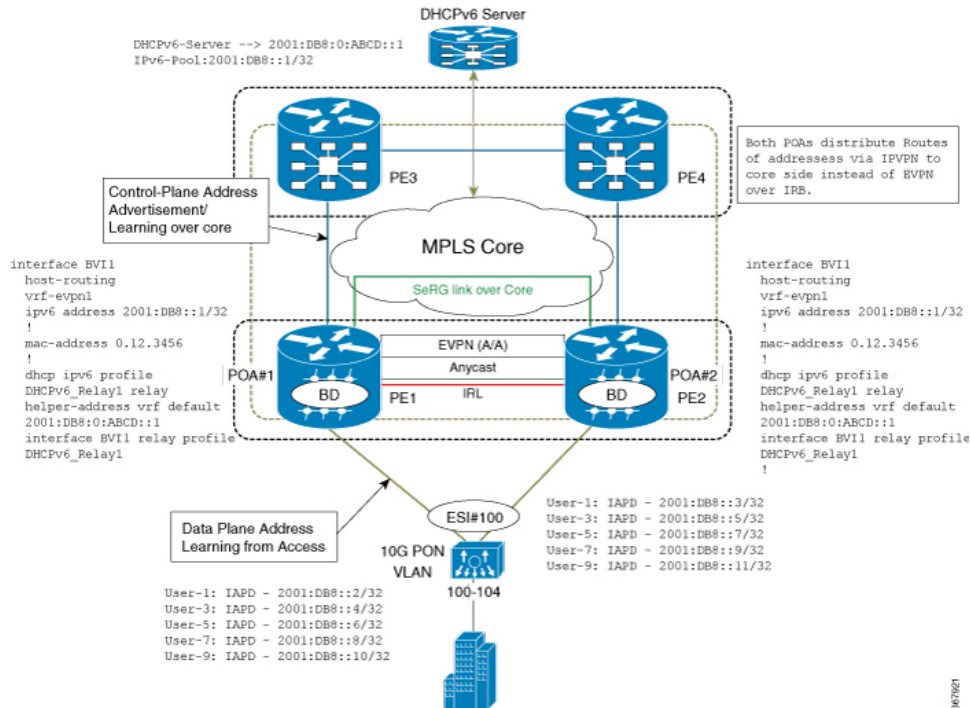 DHCPv6 Server
DHCPv6-Server --> 2001:DB8:0:ABCD::1
IPv6-Pool:2001:DB8::1/32
PE3
PE4
Both POAs distribute Routes
of addressess via IPVPN to
core side instead of EVPN
over IRB.
Control-Plane Address
Advertisement/
Learning over core
MPLS Core
SeRG link over Core
interface BVI1
host-routing
vrf-evpn1
ipv6 address 2001:DB8::1/32
!
mac-address 0.12.3456
!
dhcp ipv6 profile
DHCPv6_Relay1 relay
helper-address vrf default
2001:DB8:0:ABCD::1
interface BVI1 relay profile
DHCPv6_Relay1
POA#1
BD
PE1
EVPN (A/A)
Anycast
IRL
POA#2
BD
PE2
interface BVI1
host-routing
vrf-evpn1
ipv6 address 2001:DB8::1/32
!
mac-address 0.12.3456
!
dhcp ipv6 profile
DHCPv6_Relay1 relay
helper-address vrf default
2001:DB8:0:ABCD::1
interface BVI1 relay profile
DHCPv6_Relay1
!
Data Plane Address
Learning from Access
ESI#100
10G PON
VLAN
100-104
User-1: IAPD - 2001:DB8::3/32
User-3: IAPD - 2001:DB8::5/32
User-5: IAPD - 2001:DB8::7/32
User-7: IAPD - 2001:DB8::9/32
User-9: IAPD - 2001:DB8::11/32
User-1: IAPD - 2001:DB8::2/32
User-3: IAPD - 2001:DB8::4/32
User-5: IAPD - 2001:DB8::6/32
User-7: IAPD - 2001:DB8::8/32
User-9: IAPD - 2001:DB8::10/32